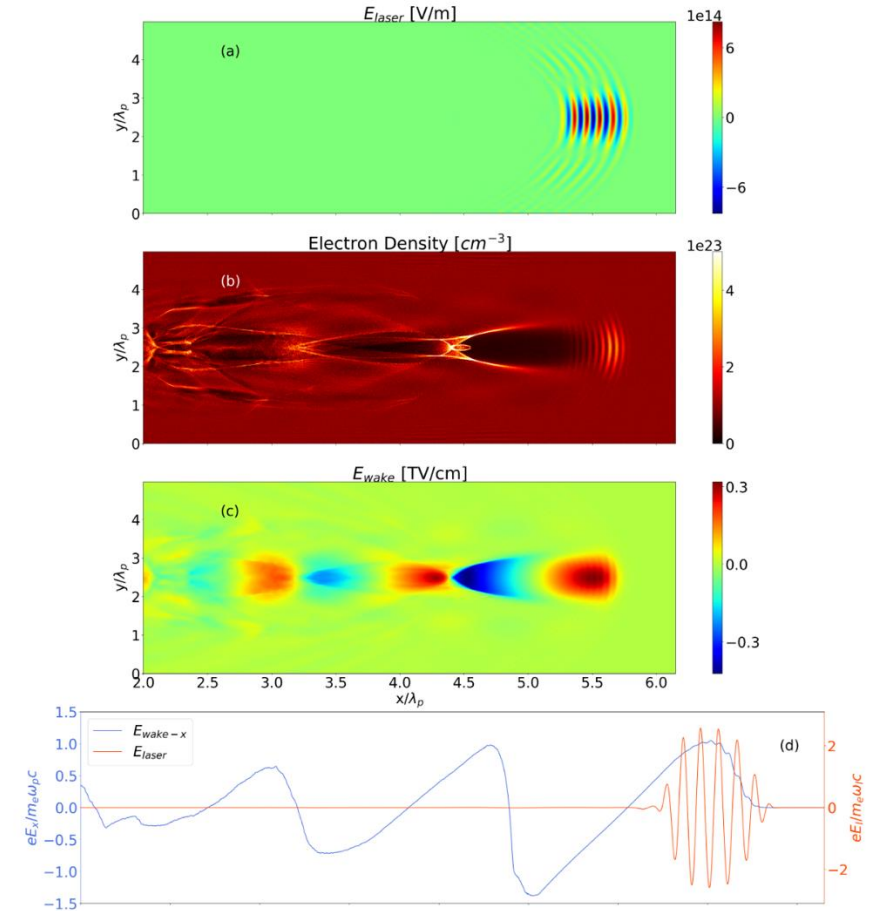 E_laser [V/m]
1e14
(a)
y/λ_p
4
3
2
1
0
6
0
−6
Electron Density [cm⁻³]
1e23
(b)
y/λ_p
4
3
2
1
0
4
2
0
E_wake [TV/cm]
(c)
y/λ_p
4
3
2
1
0
0.3
0.0
−0.3
2.0 2.5 3.0 3.5 4.0 4.5 5.0 5.5 6.0
x/λ_p
eE_x/m_eω_pc
1.5
1.0
0.5
0.0
−0.5
−1.0
−1.5
E_wake−x
E_laser
(d)
2
0
−2
eE_l/m_eω_lc